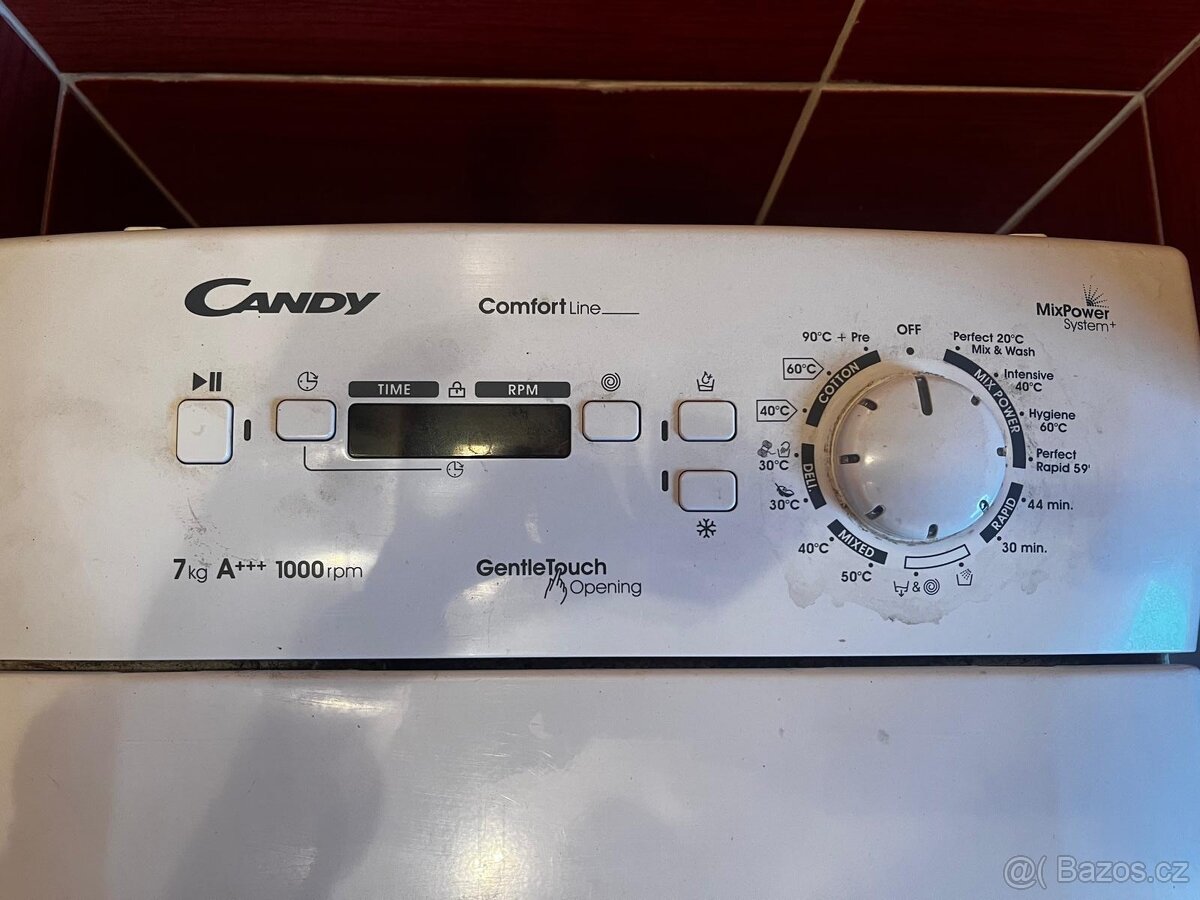 CANDY
Comfort Line
MixPower
System+
OFF
90°C + Pre
60°C
40°C
COTTON
30°C
30°C
DELI.
40°C
50°C
MIXED
Perfect 20°C
Mix & Wash
Intensive
40°C
Hygiene
60°C
Perfect
Rapid 59'
MIX POWER
44 min.
30 min.
RAPID
&
TIME
RPM
7kg A+++ 1000rpm
GentleTouch
Opening
@( Bazos.cz